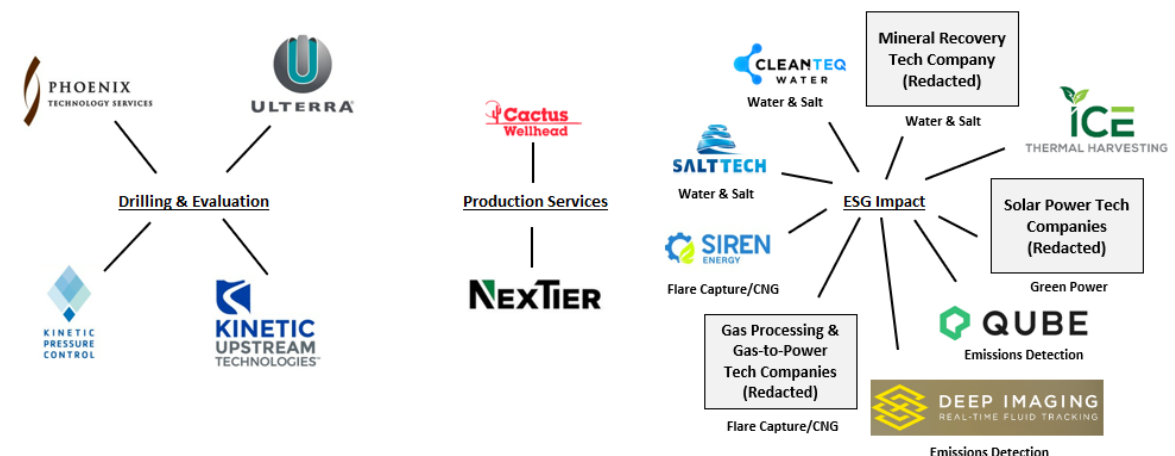 PHOENIX
TECHNOLOGY SERVICES
ULTERRA®
Drilling & Evaluation
KINETIC
PRESSURE
CONTROL
KINETIC
UPSTREAM
TECHNOLOGIES™
Cactus
Wellhead
Production Services
NEXTIER
CLEANTEQ
WATER
Water & Salt
Mineral Recovery
Tech Company
(Redacted)
Water & Salt
ICE
THERMAL HARVESTING
SALTTECH
Water & Salt
ESG Impact
Solar Power Tech
Companies
(Redacted)
Green Power
SIREN
ENERGY
Flare Capture/CNG
Gas Processing &
Gas-to-Power
Tech Companies
(Redacted)
Flare Capture/CNG
QUBE
Emissions Detection
DEEP IMAGING
REAL-TIME FLUID TRACKING
Emissions Detection